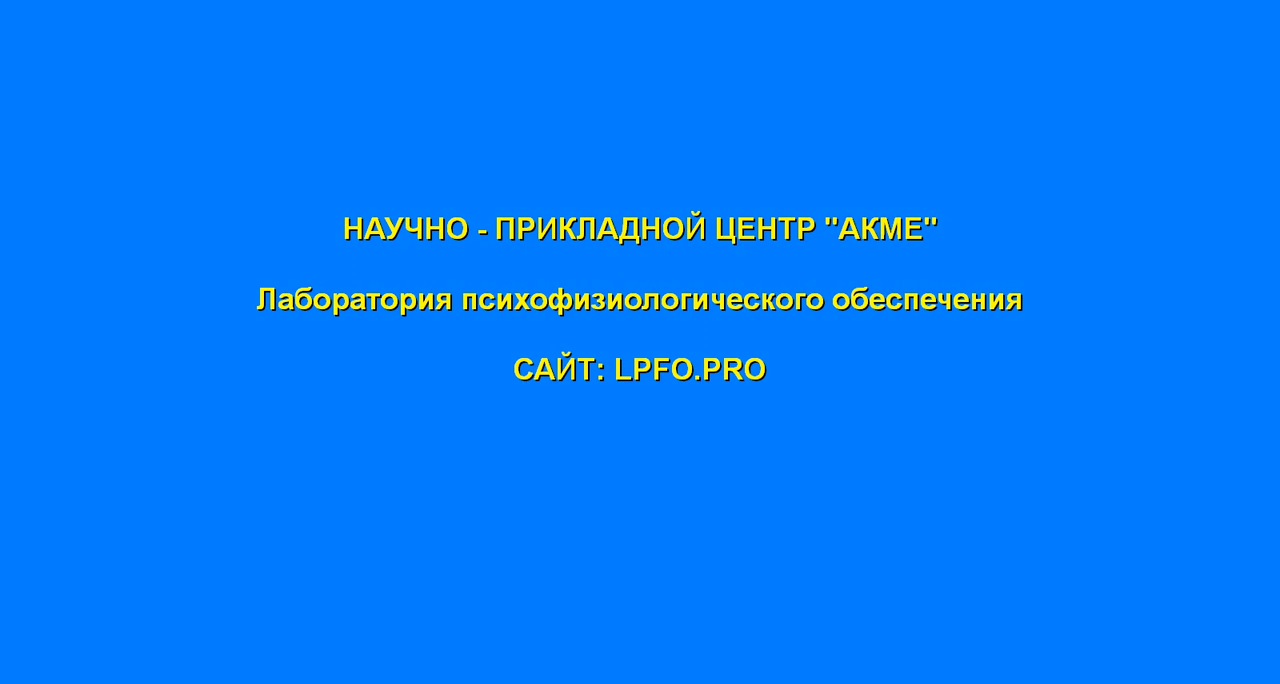 НАУЧНО - ПРИКЛАДНОЙ ЦЕНТР "АКМЕ"
Лаборатория психофизиологического обеспечения
САЙТ: LPFO.PRO